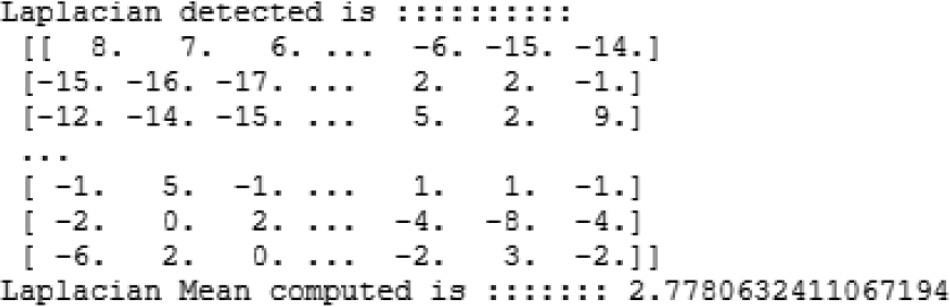 Laplacian detected is ::::::::::
[[  8.   7.   6. ...  -6. -15. -14.]
[-15. -16. -17. ...   2.   2.  -1.]
[-12. -14. -15. ...   5.   2.   9.]
...
[ -1.   5.  -1. ...   1.   1.  -1.]
[ -2.   0.   2. ...  -4.  -8.  -4.]
[ -6.   2.   0. ...  -2.   3.  -2.]]
Laplacian Mean computed is ::::::: 2.7780632411067194